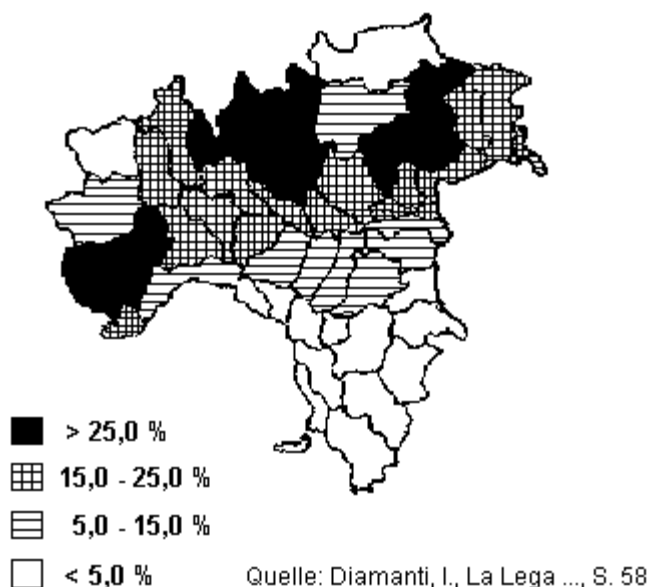 > 25,0 %
15,0 - 25,0 %
5,0 - 15,0 %
< 5,0 %
Quelle: Diamanti, I., La Lega ..., S. 58